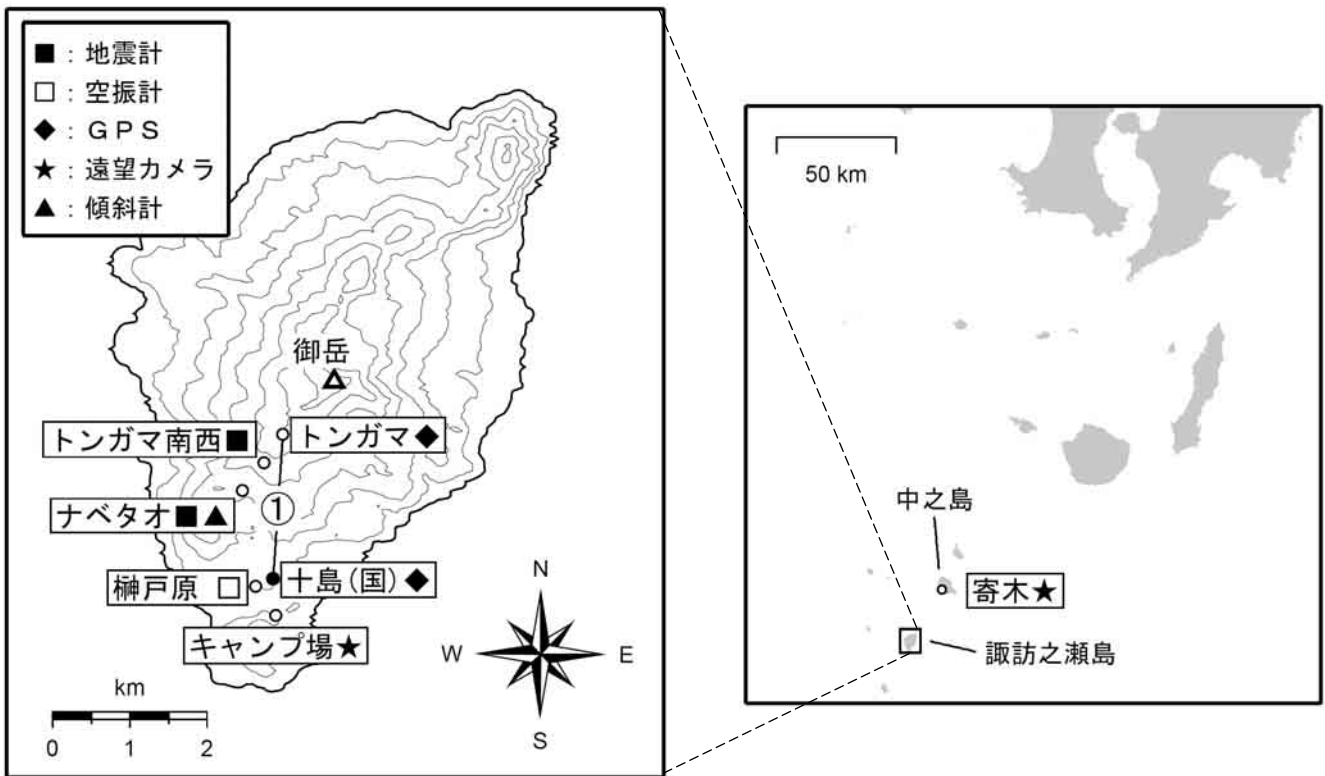 ■：地震計
□：空振計
◆：ＧＰＳ
★：遠望カメラ
▲：傾斜計
御岳
トンガマ南西■
トンガマ◆
ナベタオ■▲
①
榊戸原 □
十島(国)◆
キャンプ場★
km
0 1 2
N
W E
S
50 km
中之島
寄木★
諏訪之瀬島